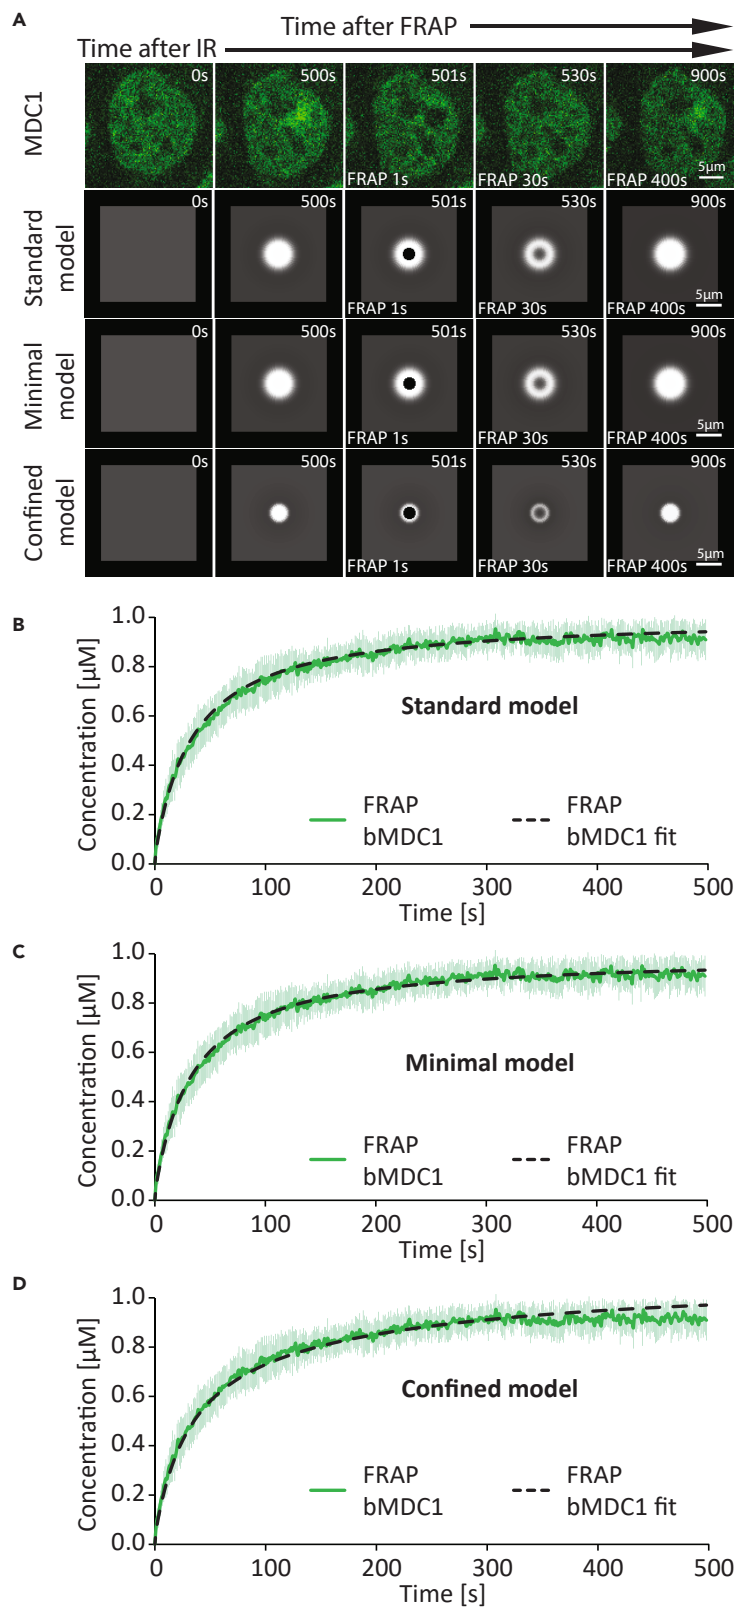 A
Time after FRAP
Time after IR
MDC1
0s
500s
501s
530s
900s
FRAP 1s
FRAP 30s
FRAP 400s
5µm
Standard
model
0s
500s
501s
530s
900s
FRAP 1s
FRAP 30s
FRAP 400s
5µm
Minimal
model
0s
500s
501s
530s
900s
FRAP 1s
FRAP 30s
FRAP 400s
5µm
Confined
model
0s
500s
501s
530s
900s
FRAP 1s
FRAP 30s
FRAP 400s
5µm
B
Concentration [µM]
1.0
0.8
0.6
0.4
0.2
0.0
Standard model
FRAP
bMDC1
FRAP
bMDC1 fit
0 100 200 300 400 500
Time [s]
C
Concentration [µM]
1.0
0.8
0.6
0.4
0.2
0.0
Minimal model
FRAP
bMDC1
FRAP
bMDC1 fit
0 100 200 300 400 500
Time [s]
D
Concentration [µM]
1.0
0.8
0.6
0.4
0.2
0.0
Confined model
FRAP
bMDC1
FRAP
bMDC1 fit
0 100 200 300 400 500
Time [s]